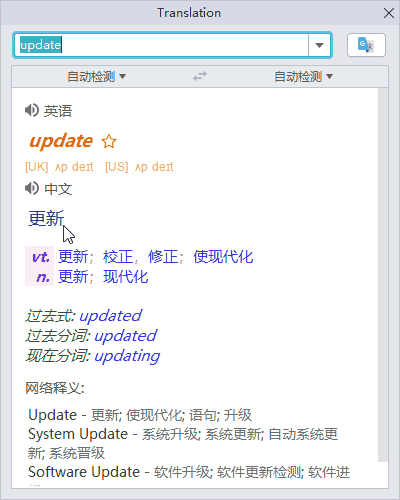 Translation
update
自动检测 自动检测
英语
update
[UK] ʌp deɪt [US] ʌp deɪt
中文
更新
vt. 更新；校正，修正；使现代化
n. 更新；现代化
过去式: updated
过去分词: updated
现在分词: updating
网络释义:
Update - 更新; 使现代化; 语句; 升级
System Update - 系统升级; 系统更新; 自动系统更
新; 系统晋级
Software Update - 软件升级; 软件更新检测; 软件进